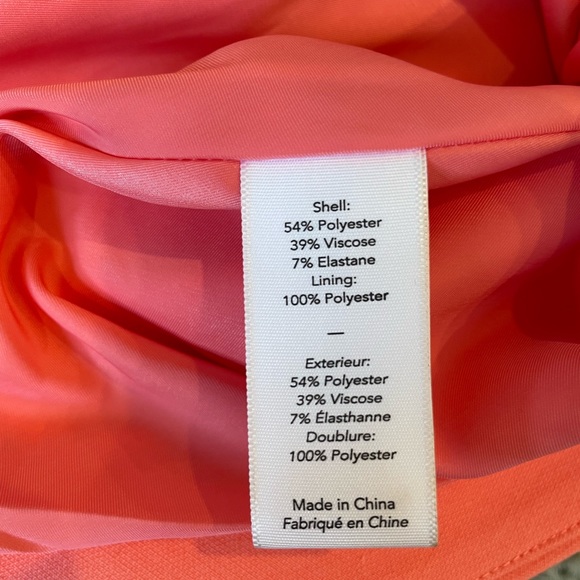 Shell:
54% Polyester
39% Viscose
7% Elastane
Lining:
100% Polyester
—
Exterieur:
54% Polyester
39% Viscose
7% Élasthanne
Doublure:
100% Polyester
Made in China
Fabriqué en Chine